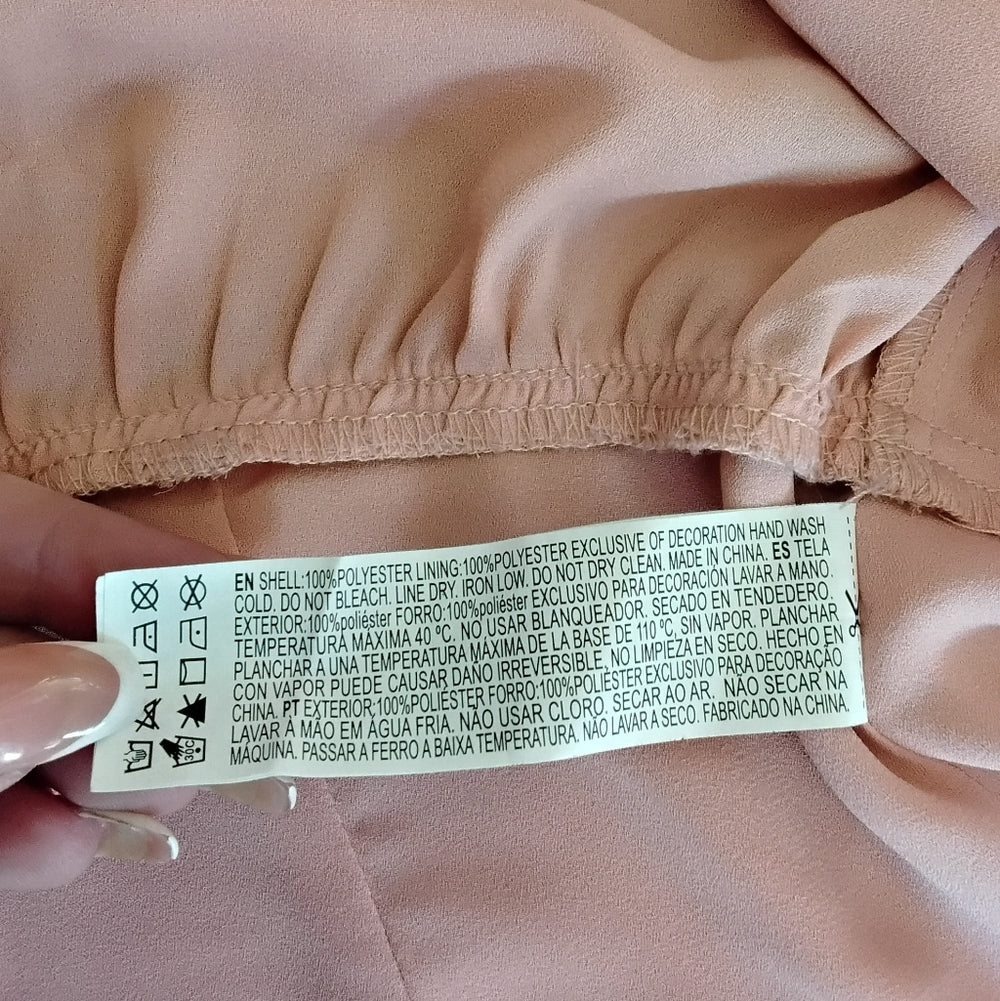 EN SHELL:100%POLYESTER LINING:100%POLYESTER EXCLUSIVE OF DECORATION HAND WASH
COLD. DO NOT BLEACH. LINE DRY. IRON LOW. DO NOT DRY CLEAN. MADE IN CHINA. ES TELA
EXTERIOR:100%poliéster FORRO:100%poliéster EXCLUSIVO PARA DECORACIÓN LAVAR A MANO.
TEMPERATURA MÁXIMA 40 ºC. NO USAR BLANQUEADOR. SECADO EN TENDEDERO.
PLANCHAR A UNA TEMPERATURA MÁXIMA DE LA BASE DE 110 ºC, SIN VAPOR. PLANCHAR
CON VAPOR PUEDE CAUSAR DAÑO IRREVERSIBLE. NO LIMPIEZA EN SECO. HECHO EN
CHINA. PT EXTERIOR:100%POLIÉSTER FORRO:100%POLIÉSTER EXCLUSIVO PARA DECORAÇÃO
LAVAR À MÃO EM ÁGUA FRIA. NÃO USAR CLORO. SECAR AO AR. NÃO SECAR NA
MÁQUINA. PASSAR A FERRO A BAIXA TEMPERATURA. NÃO LAVAR A SECO. FABRICADO NA CHINA.
30C